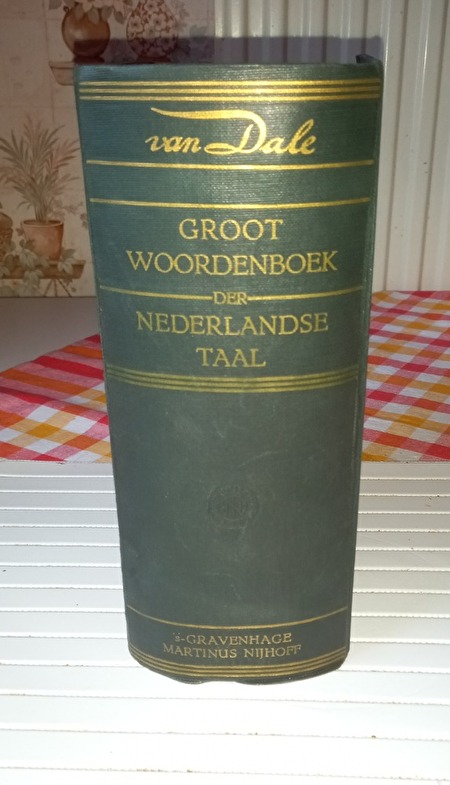 van Dale
GROOT
WOORDENBOEK
DER
NEDERLANDSE
TAAL
's-GRAVENHAGE
MARTINUS NIJHOFF